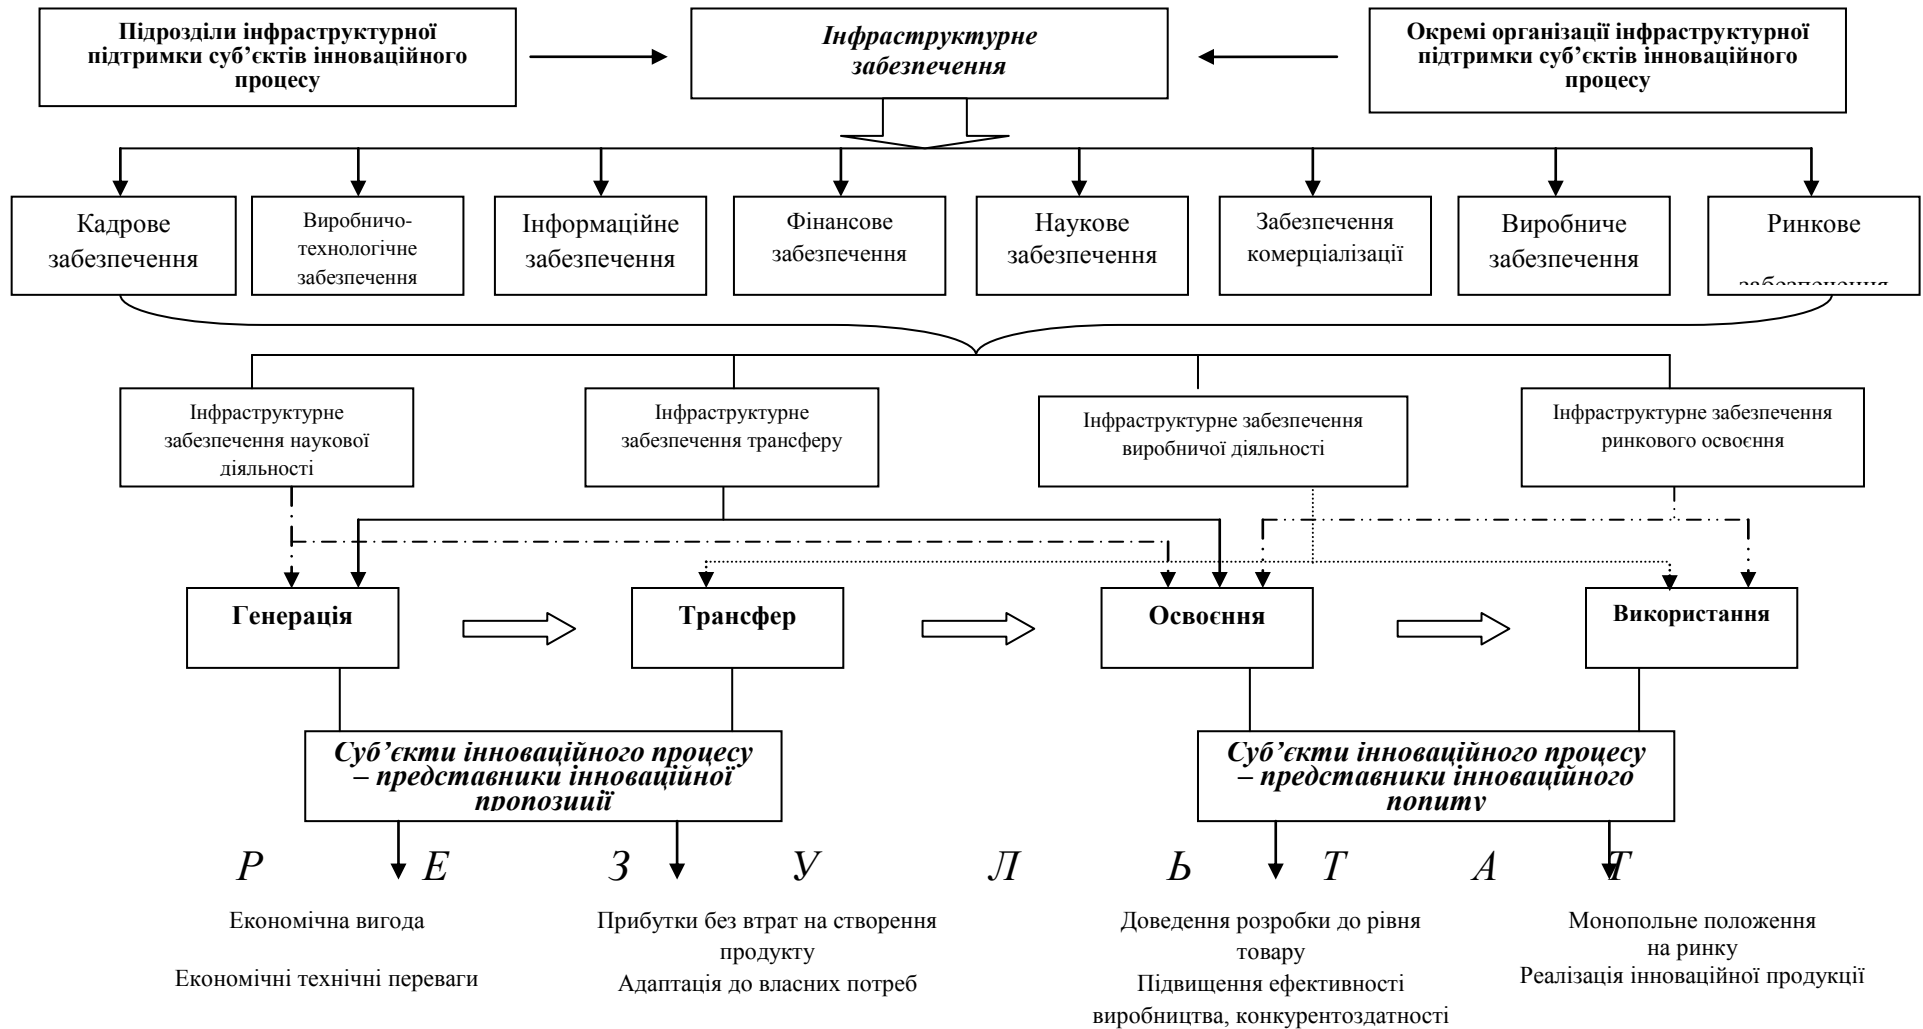 Підрозділи інфраструктурної
підтримки суб’єктів інноваційного
процесу
Інфраструктурне
забезпечення
Окремі організації інфраструктурної
підтримки суб’єктів інноваційного
процесу
Кадрове
забезпечення
Виробничо-
технологічне
забезпечення
Інформаційне
забезпечення
Фінансове
забезпечення
Наукове
забезпечення
Забезпечення
комерціалізації
Виробниче
забезпечення
Ринкове
забезпечення
Інфраструктурне
забезпечення наукової
діяльності
Інфраструктурне
забезпечення трансферу
Інфраструктурне забезпечення
виробничої діяльності
Інфраструктурне забезпечення
ринкового освоєння
Генерація
Трансфер
Освоєння
Використання
Суб’єкти інноваційного процесу
– представники інноваційної
пропозиції
Суб’єкти інноваційного процесу
– представники інноваційного
попиту
Р Е З У Л Ь Т А Т
Економічна вигода
Економічні технічні переваги
Прибутки без втрат на створення
продукту
Адаптація до власних потреб
Доведення розробки до рівня
товару
Підвищення ефективності
виробництва, конкурентоздатності
Монопольне положення
на ринку
Реалізація інноваційної продукції